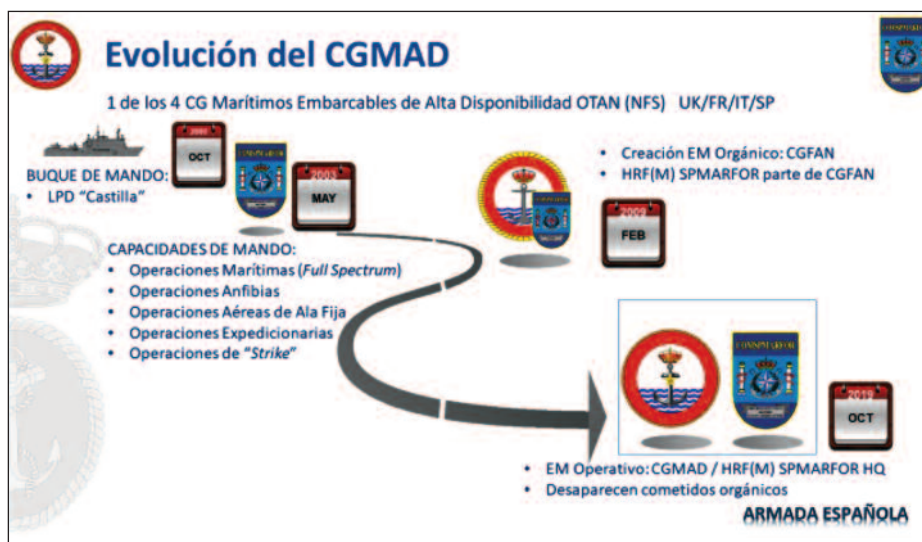 Evolución del CGMAD
1 de los 4 CG Marítimos Embarcables de Alta Disponibilidad OTAN (NFS) UK/FR/IT/SP
OCT
BUQUE DE MANDO:
• LPD “Castilla”
2003
MAY
• Creación EM Orgánico: CGFAN
• HRF(M) SPMARFOR parte de CGFAN
2009
FEB
CAPACIDADES DE MANDO:
• Operaciones Marítimas (Full Spectrum)
• Operaciones Anfibias
• Operaciones Aéreas de Ala Fija
• Operaciones Expedicionarias
• Operaciones de “Strike”
COMSPMARFOR
OCT
• EM Operativo: CGMAD / HRF(M) SPMARFOR HQ
• Desaparecen cometidos orgánicos
ARMADA ESPAÑOLA